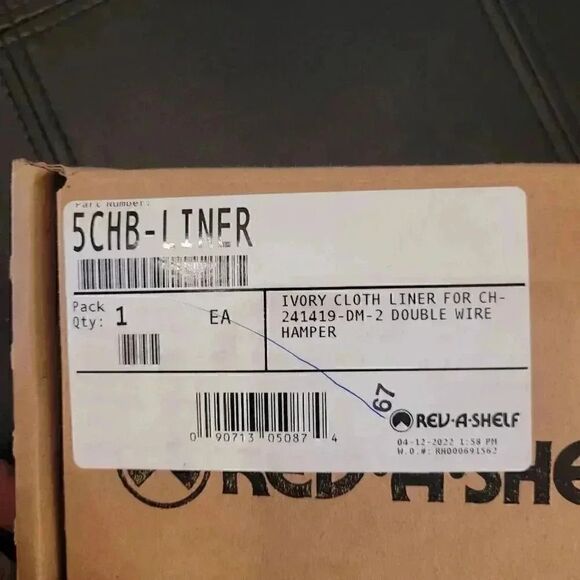 Part Number:
5CHB-LINER
Pack
Qty: 1 EA
IVORY CLOTH LINER FOR CH-
241419-DM-2 DOUBLE WIRE
HAMPER
67
0 90713 05087 4
REV-A-SHELF
04-12-2022 1:58 PM
W.O.#: RH000691562
REV·A·SHE